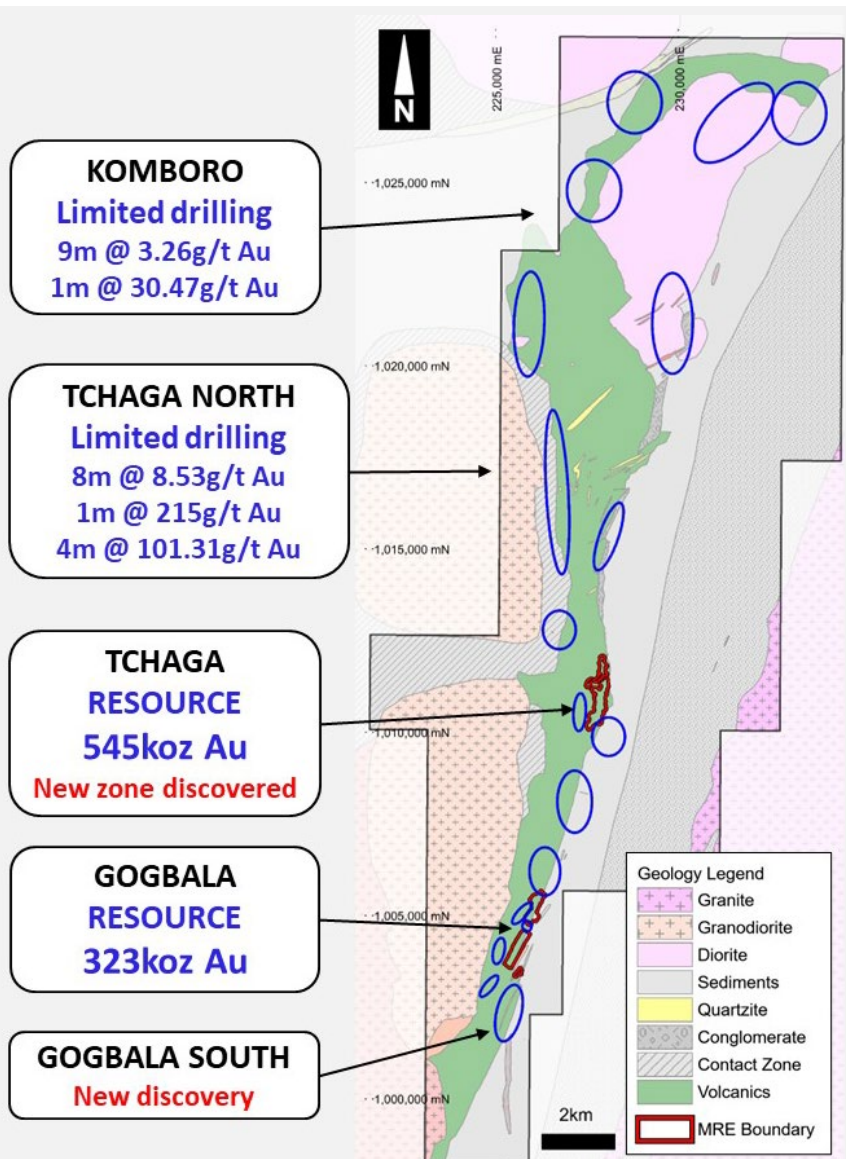 N
225,000 mE
230,000 mE
KOMBORO
Limited drilling
9m @ 3.26g/t Au
1m @ 30.47g/t Au
1,025,000 mN
TCHAGA NORTH
Limited drilling
8m @ 8.53g/t Au
1m @ 215g/t Au
4m @ 101.31g/t Au
1,020,000 mN
1,015,000 mN
TCHAGA
RESOURCE
545koz Au
New zone discovered
1,010,000 mN
GOGBALA
RESOURCE
323koz Au
1,005,000 mN
GOGBALA SOUTH
New discovery
1,000,000 mN
2km
Geology Legend
Granite
Granodiorite
Diorite
Sediments
Quartzite
Conglomerate
Contact Zone
Volcanics
MRE Boundary